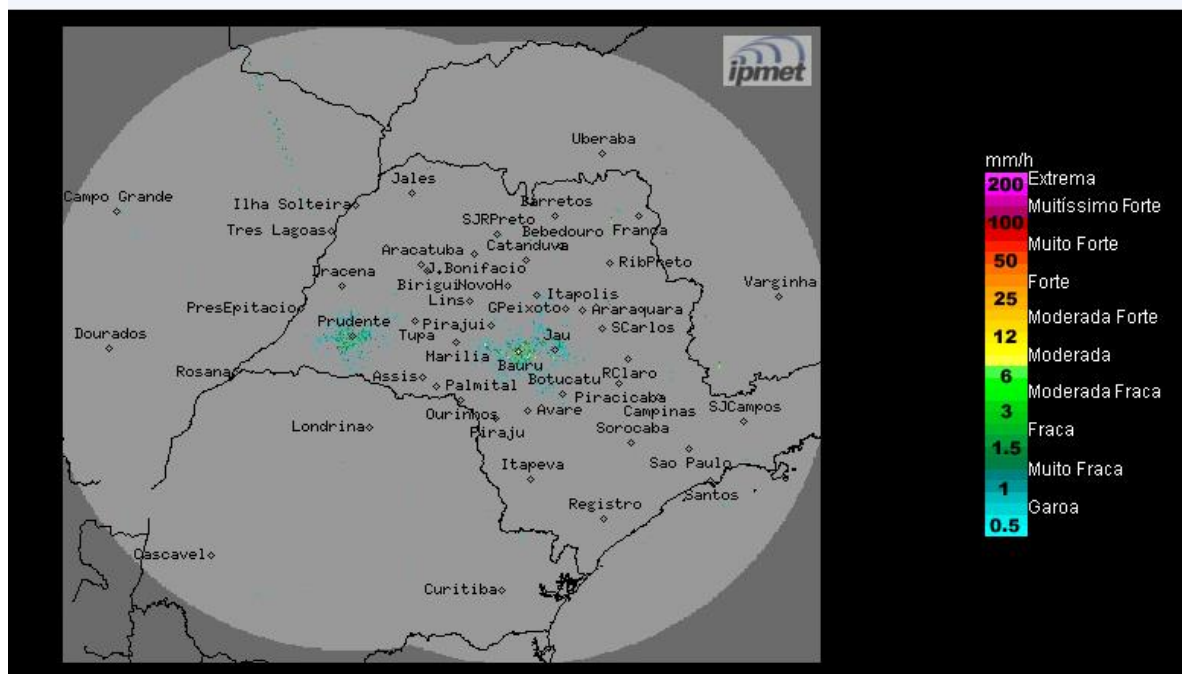 ipmet
Uberaba
Jales
Campo Grande
Ilha Solteira
Barretos
SJRPreto
Tres Lagoas
Bebedouro
Franca
Catanduva
Aracatuba
J.Bonifacio
RibPreto
Dracena
Birigui
NovoH
Varginha
Itapolis
Lins
PresEpitacio
GPeixoto
Araraquara
Prudente
Pirajui
SCarlos
Dourados
Tupa
Jau
Marilia
Bauru
Rosana
Assis
Botucatu
RClaro
Palmital
Piracicaba
Ourinhos
Avare
Campinas
SJCampos
Londrina
Piraju
Sorocaba
Itapeva
Sao Paulo
Santos
Registro
Cascavel
Curitiba
mm/h
200 Extrema
Muitíssimo Forte
100
Muito Forte
50
Forte
25
Moderada Forte
12
Moderada
6
Moderada Fraca
3
Fraca
1.5
Muito Fraca
1
Garoa
0.5